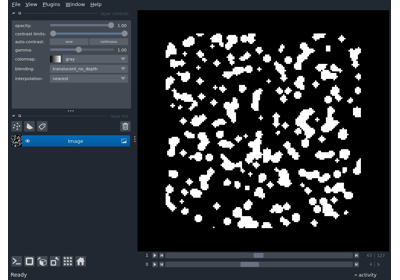 File View Plugins Window Help
opacity: 1.00
contrast limits:
auto-contrast: once continuous
gamma: 1.00
colormap: gray
blending: translucent_no_depth
interpolation: nearest
Image
1
0
Ready activity